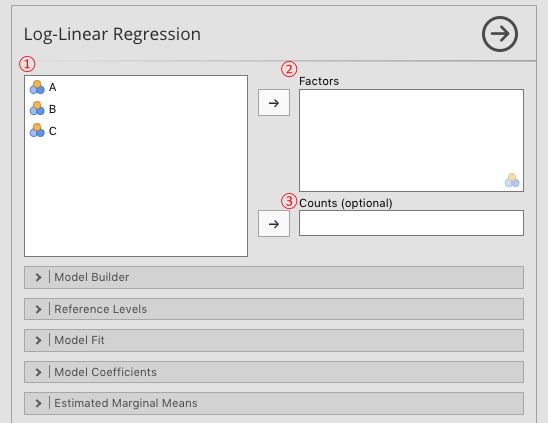 Log-Linear Regression
①
A
B
C
②
Factors
③
Counts (optional)
Model Builder
Reference Levels
Model Fit
Model Coefficients
Estimated Marginal Means